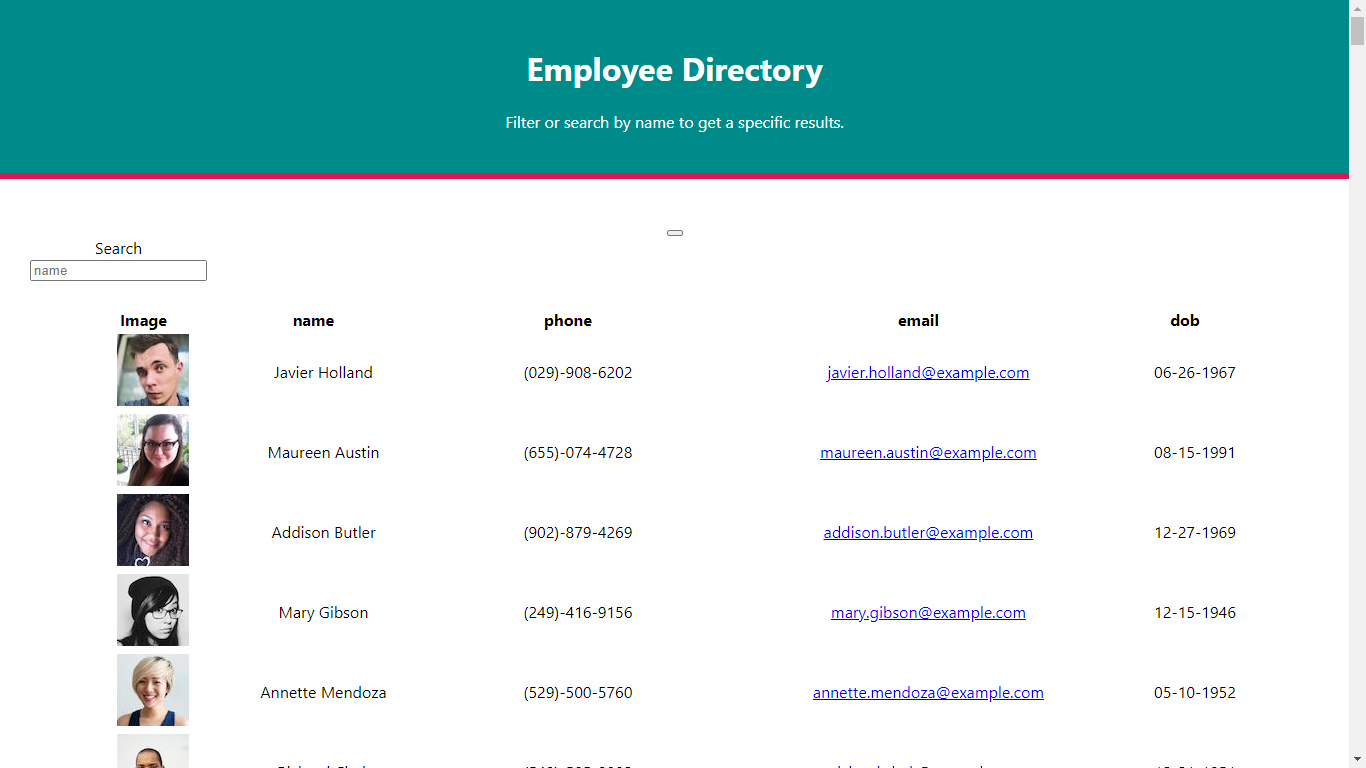 Employee Directory
Filter or search by name to get a specific results.
Search
name
Image name phone email dob
Javier Holland (029)-908-6202 javier.holland@example.com 06-26-1967
Maureen Austin (655)-074-4728 maureen.austin@example.com 08-15-1991
Addison Butler (902)-879-4269 addison.butler@example.com 12-27-1969
Mary Gibson (249)-416-9156 mary.gibson@example.com 12-15-1946
Annette Mendoza (529)-500-5760 annette.mendoza@example.com 05-10-1952